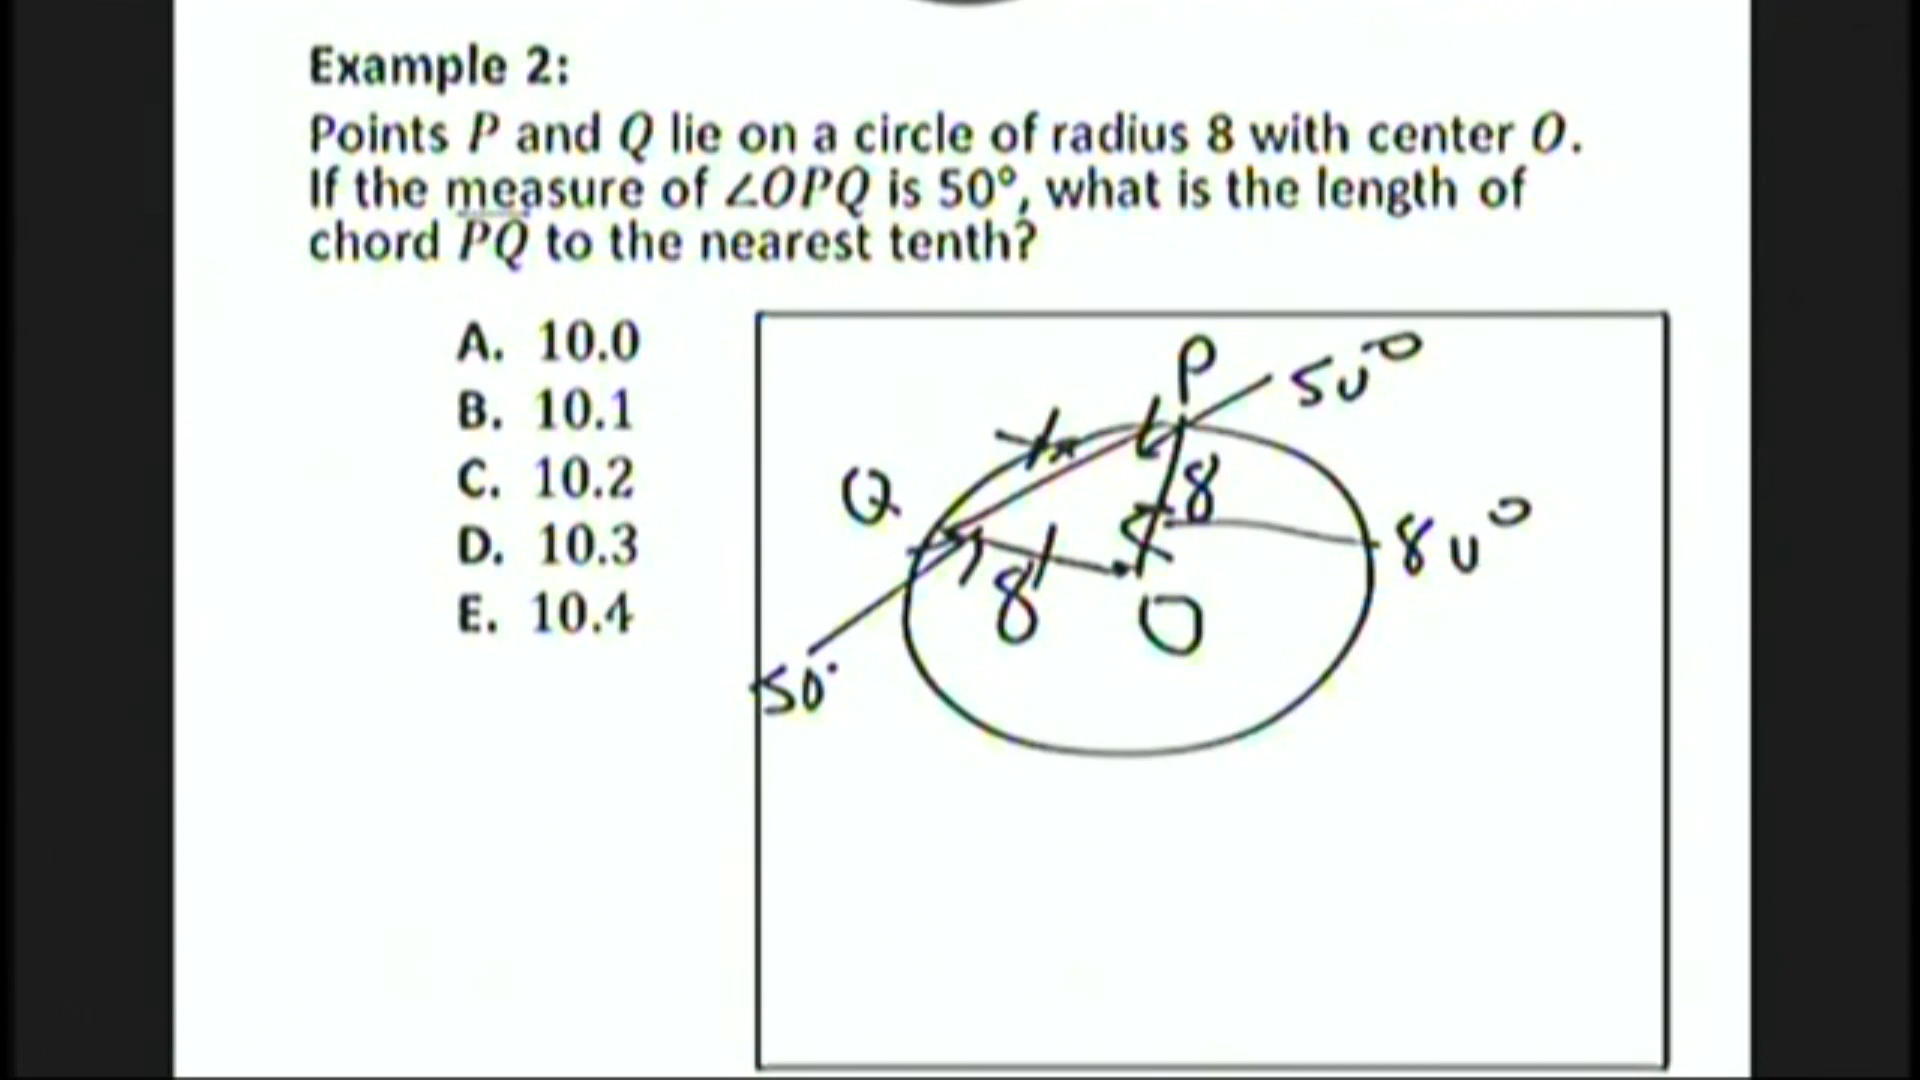 Example 2:
Points P and Q lie on a circle of radius 8 with center O.
If the measure of ∠OPQ is 50°, what is the length of
chord PQ to the nearest tenth?
A. 10.0
B. 10.1
C. 10.2
D. 10.3
E. 10.4
P
50°
x
Q
8
80°
8
O
50°